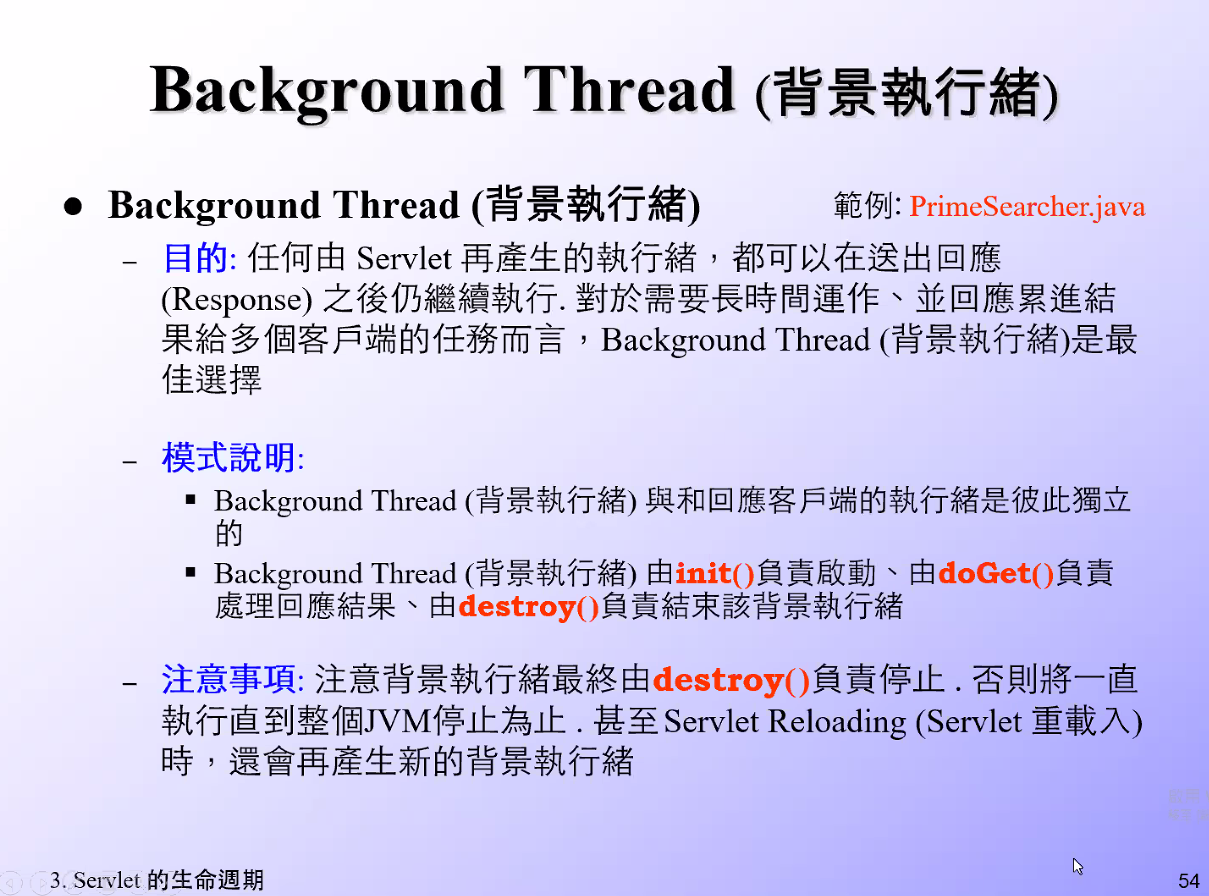 Background Thread (背景執行緒)
● Background Thread (背景執行緒) 範例: PrimeSearcher.java
– 目的: 任何由 Servlet 再產生的執行緒，都可以在送出回應
(Response) 之後仍繼續執行. 對於需要長時間運作、並回應累進結
果給多個客戶端的任務而言，Background Thread (背景執行緒)是最
佳選擇
– 模式說明:
▪ Background Thread (背景執行緒) 與和回應客戶端的執行緒是彼此獨立
的
▪ Background Thread (背景執行緒) 由init()負責啟動、由doGet()負責
處理回應結果、由destroy()負責結束該背景執行緒
– 注意事項: 注意背景執行緒最終由destroy()負責停止 . 否則將一直
執行直到整個JVM停止為止 . 甚至Servlet Reloading (Servlet 重載入)
時，還會再產生新的背景執行緒
3. Servlet 的生命週期
54